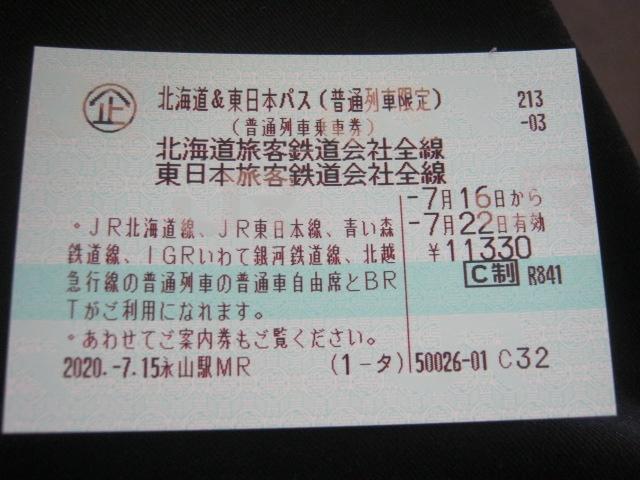 企 北海道&東日本パス(普通列車限定) 213
(普通列車乗車券) -03
北海道旅客鉄道会社全線
東日本旅客鉄道会社全線
-7月16日から
-7月22日有効
¥11330
C制 R841
*JR北海道線、JR東日本線、青い森
鉄道線、IGRいわて銀河鉄道線、北越
急行線の普通列車の普通車自由席とBR
Tがご利用になれます。
*あわせてご案内券もご覧ください。
2020.-7.15永山駅MR (1-タ) 50026-01 C32